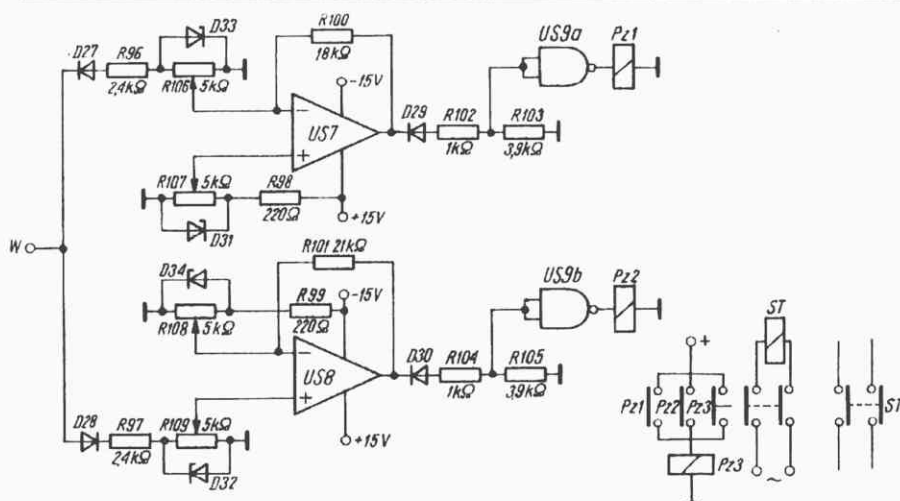 D33
R100
US9a
Pz1
D27
R96
2,4kΩ
R106
5kΩ
18kΩ
-15V
D29
R102
R103
US7
1kΩ
3,9kΩ
−
+
R107
5kΩ
R98
220Ω
D31
+15V
W
R101 21kΩ
D34
-15V
US9b
Pz2
R99
R108
5kΩ
220Ω
ST
D30
R104
R105
US8
1kΩ
3,9kΩ
−
+
+
D28
R97
2,4kΩ
R109
5kΩ
D32
+15V
Pz1
Pz2
Pz3
ST
Pz3
~